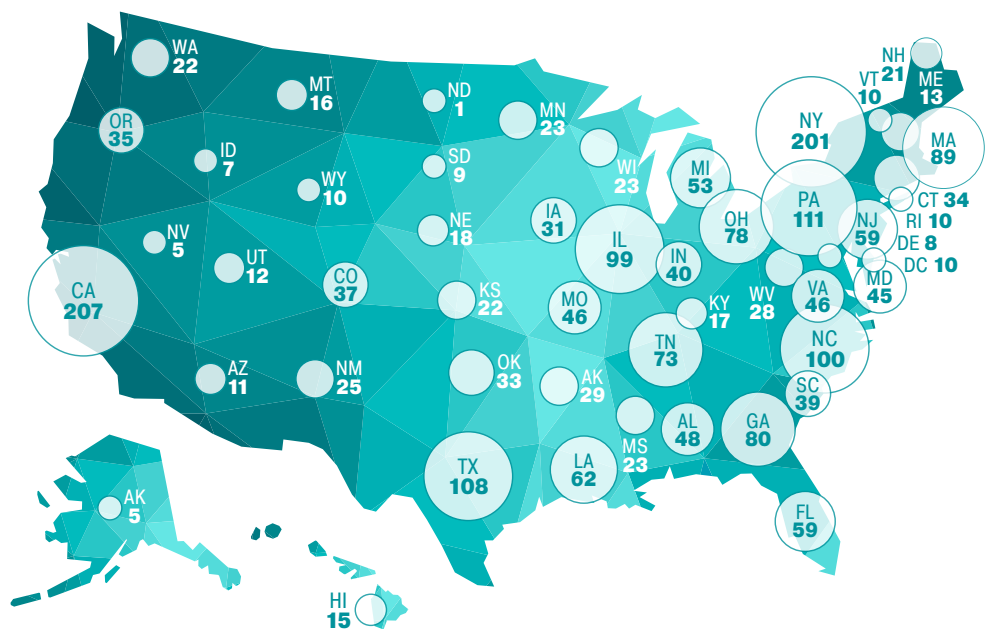 WA
22
MT
16
ND
1
MN
23
NH
21
VT
10
ME
13
OR
35
ID
7
WY
10
SD
9
WI
23
MI
53
NY
201
MA
89
NV
5
UT
12
NE
18
IA
31
IL
99
IN
40
OH
78
PA
111
NJ
59
CT 34
RI 10
DE 8
DC 10
CA
207
CO
37
KS
22
MO
46
KY
17
WV
28
VA
46
MD
45
AZ
11
NM
25
OK
33
AK
29
TN
73
NC
100
SC
39
TX
108
LA
62
MS
23
AL
48
GA
80
FL
59
AK
5
HI
15